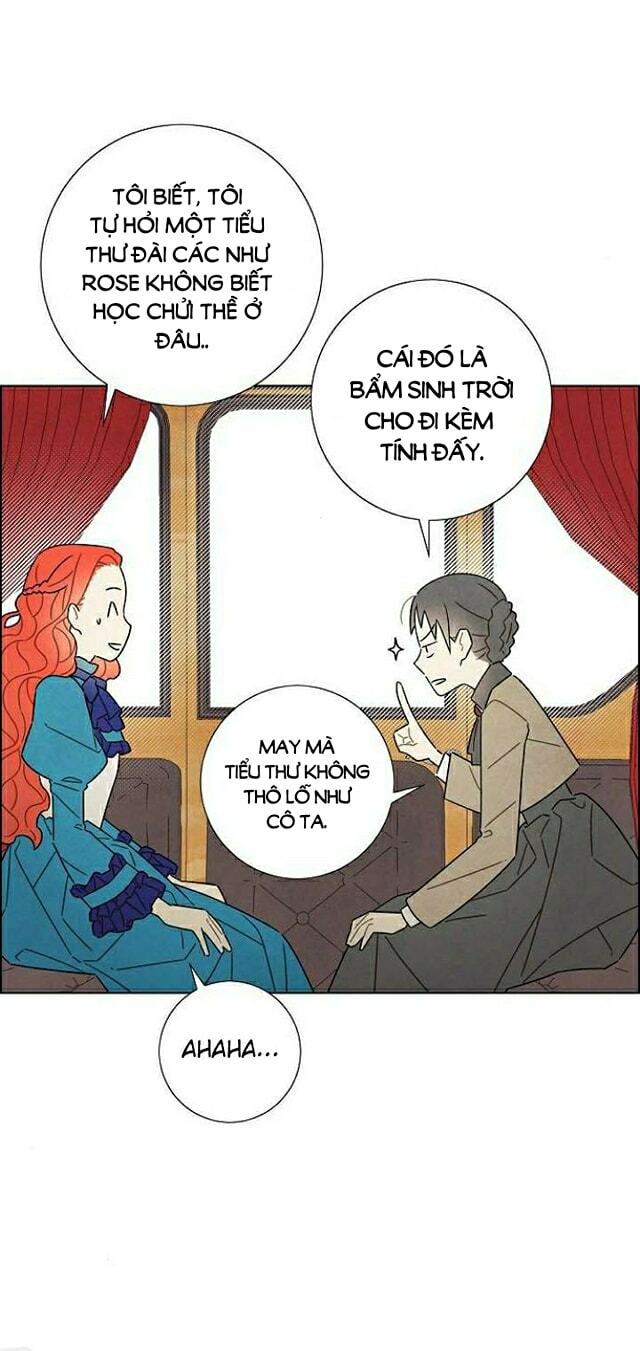 TÔI BIẾT, TÔI
TỰ HỎI MỘT TIỂU
THƯ ĐÀI CÁC NHƯ
ROSE KHÔNG BIẾT
HỌC CHỬI THỀ Ở
ĐÂU..
CÁI ĐÓ LÀ
BẨM SINH TRỜI
CHO ĐI KÈM
TÍNH ĐẤY.
MAY MÀ
TIỂU THƯ KHÔNG
THÔ LỖ NHƯ
CÔ TA.
AHAHA...